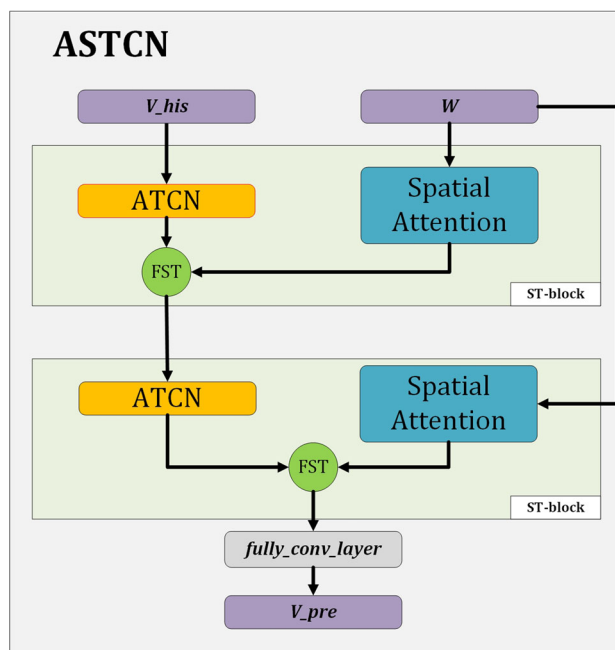 ASTCN
V_his
W
ATCN
Spatial
Attention
FST
ST-block
ATCN
Spatial
Attention
FST
ST-block
fully_conv_layer
V_pre